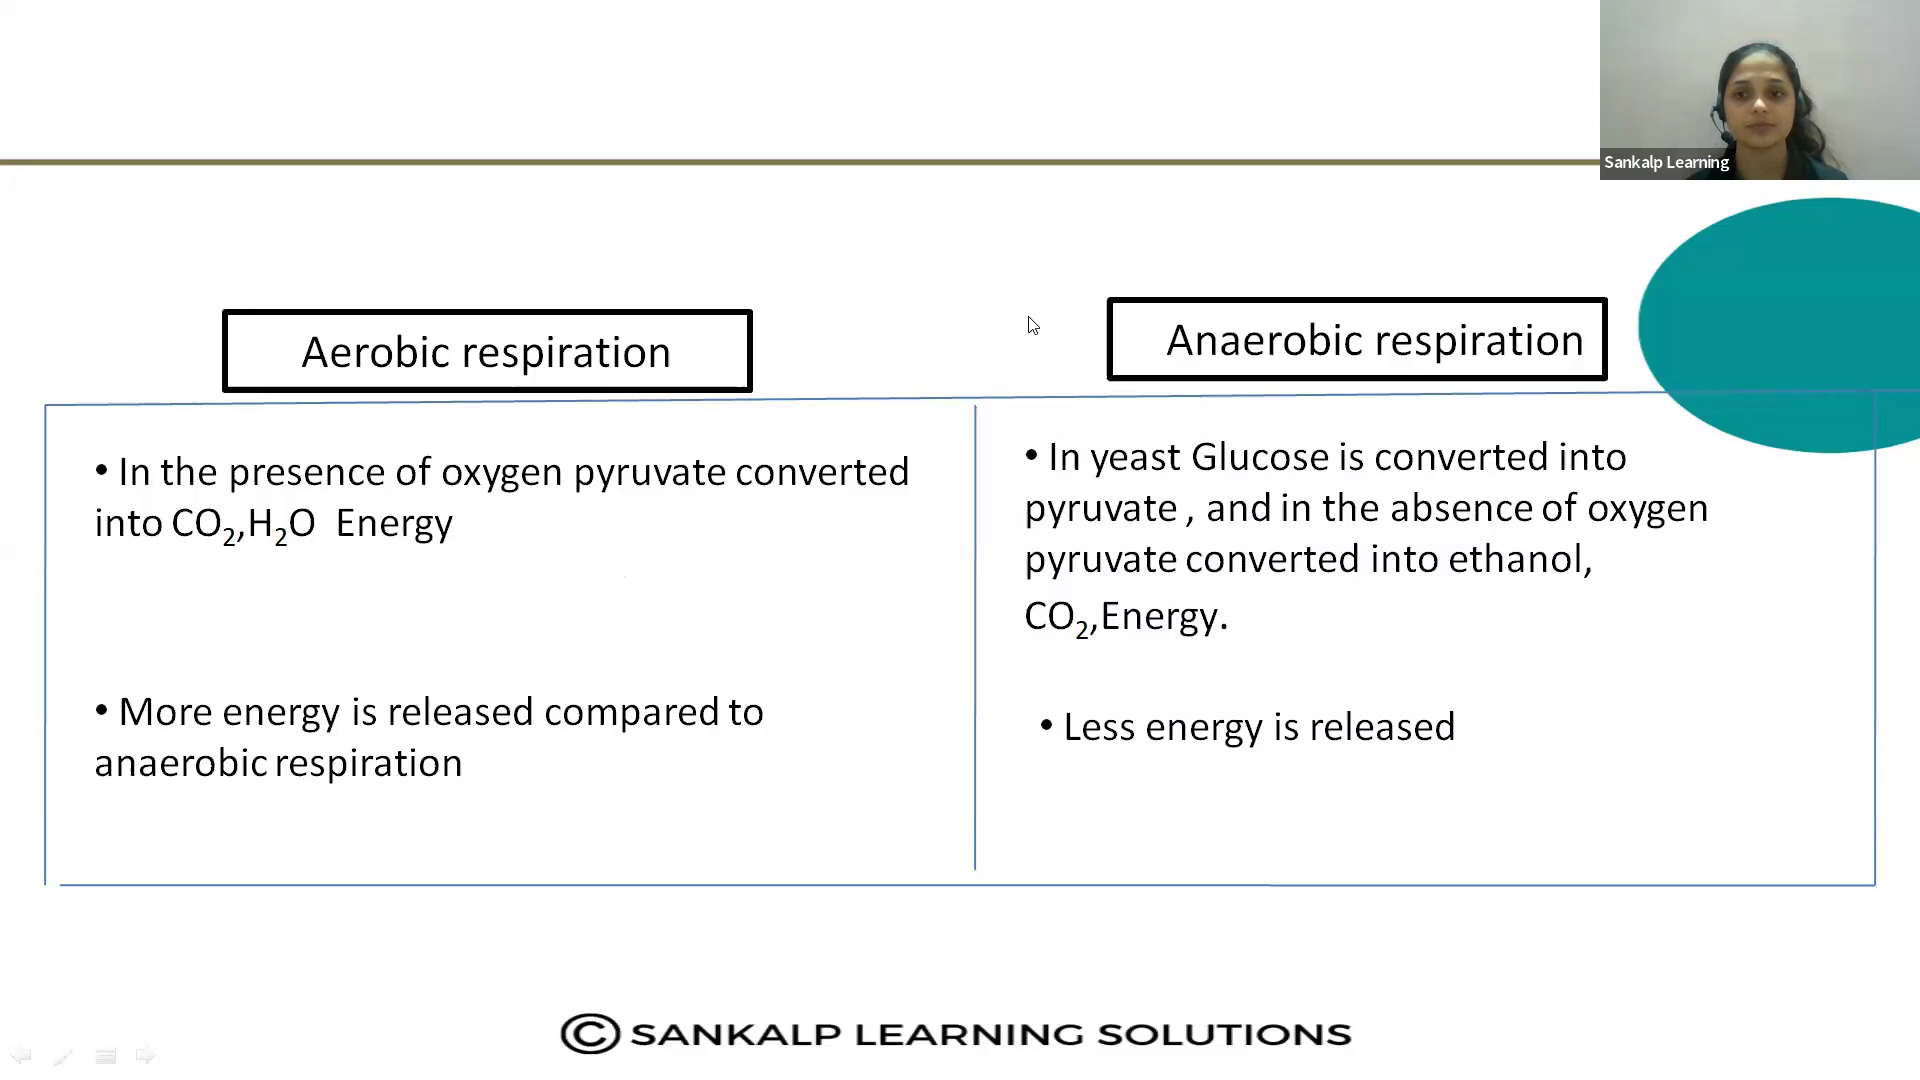 Sankalp Learning
Aerobic respiration
Anaerobic respiration
• In the presence of oxygen pyruvate converted
into CO₂,H₂O Energy
• More energy is released compared to
anaerobic respiration
• In yeast Glucose is converted into
pyruvate , and in the absence of oxygen
pyruvate converted into ethanol,
CO₂,Energy.
• Less energy is released
© SANKALP LEARNING SOLUTIONS